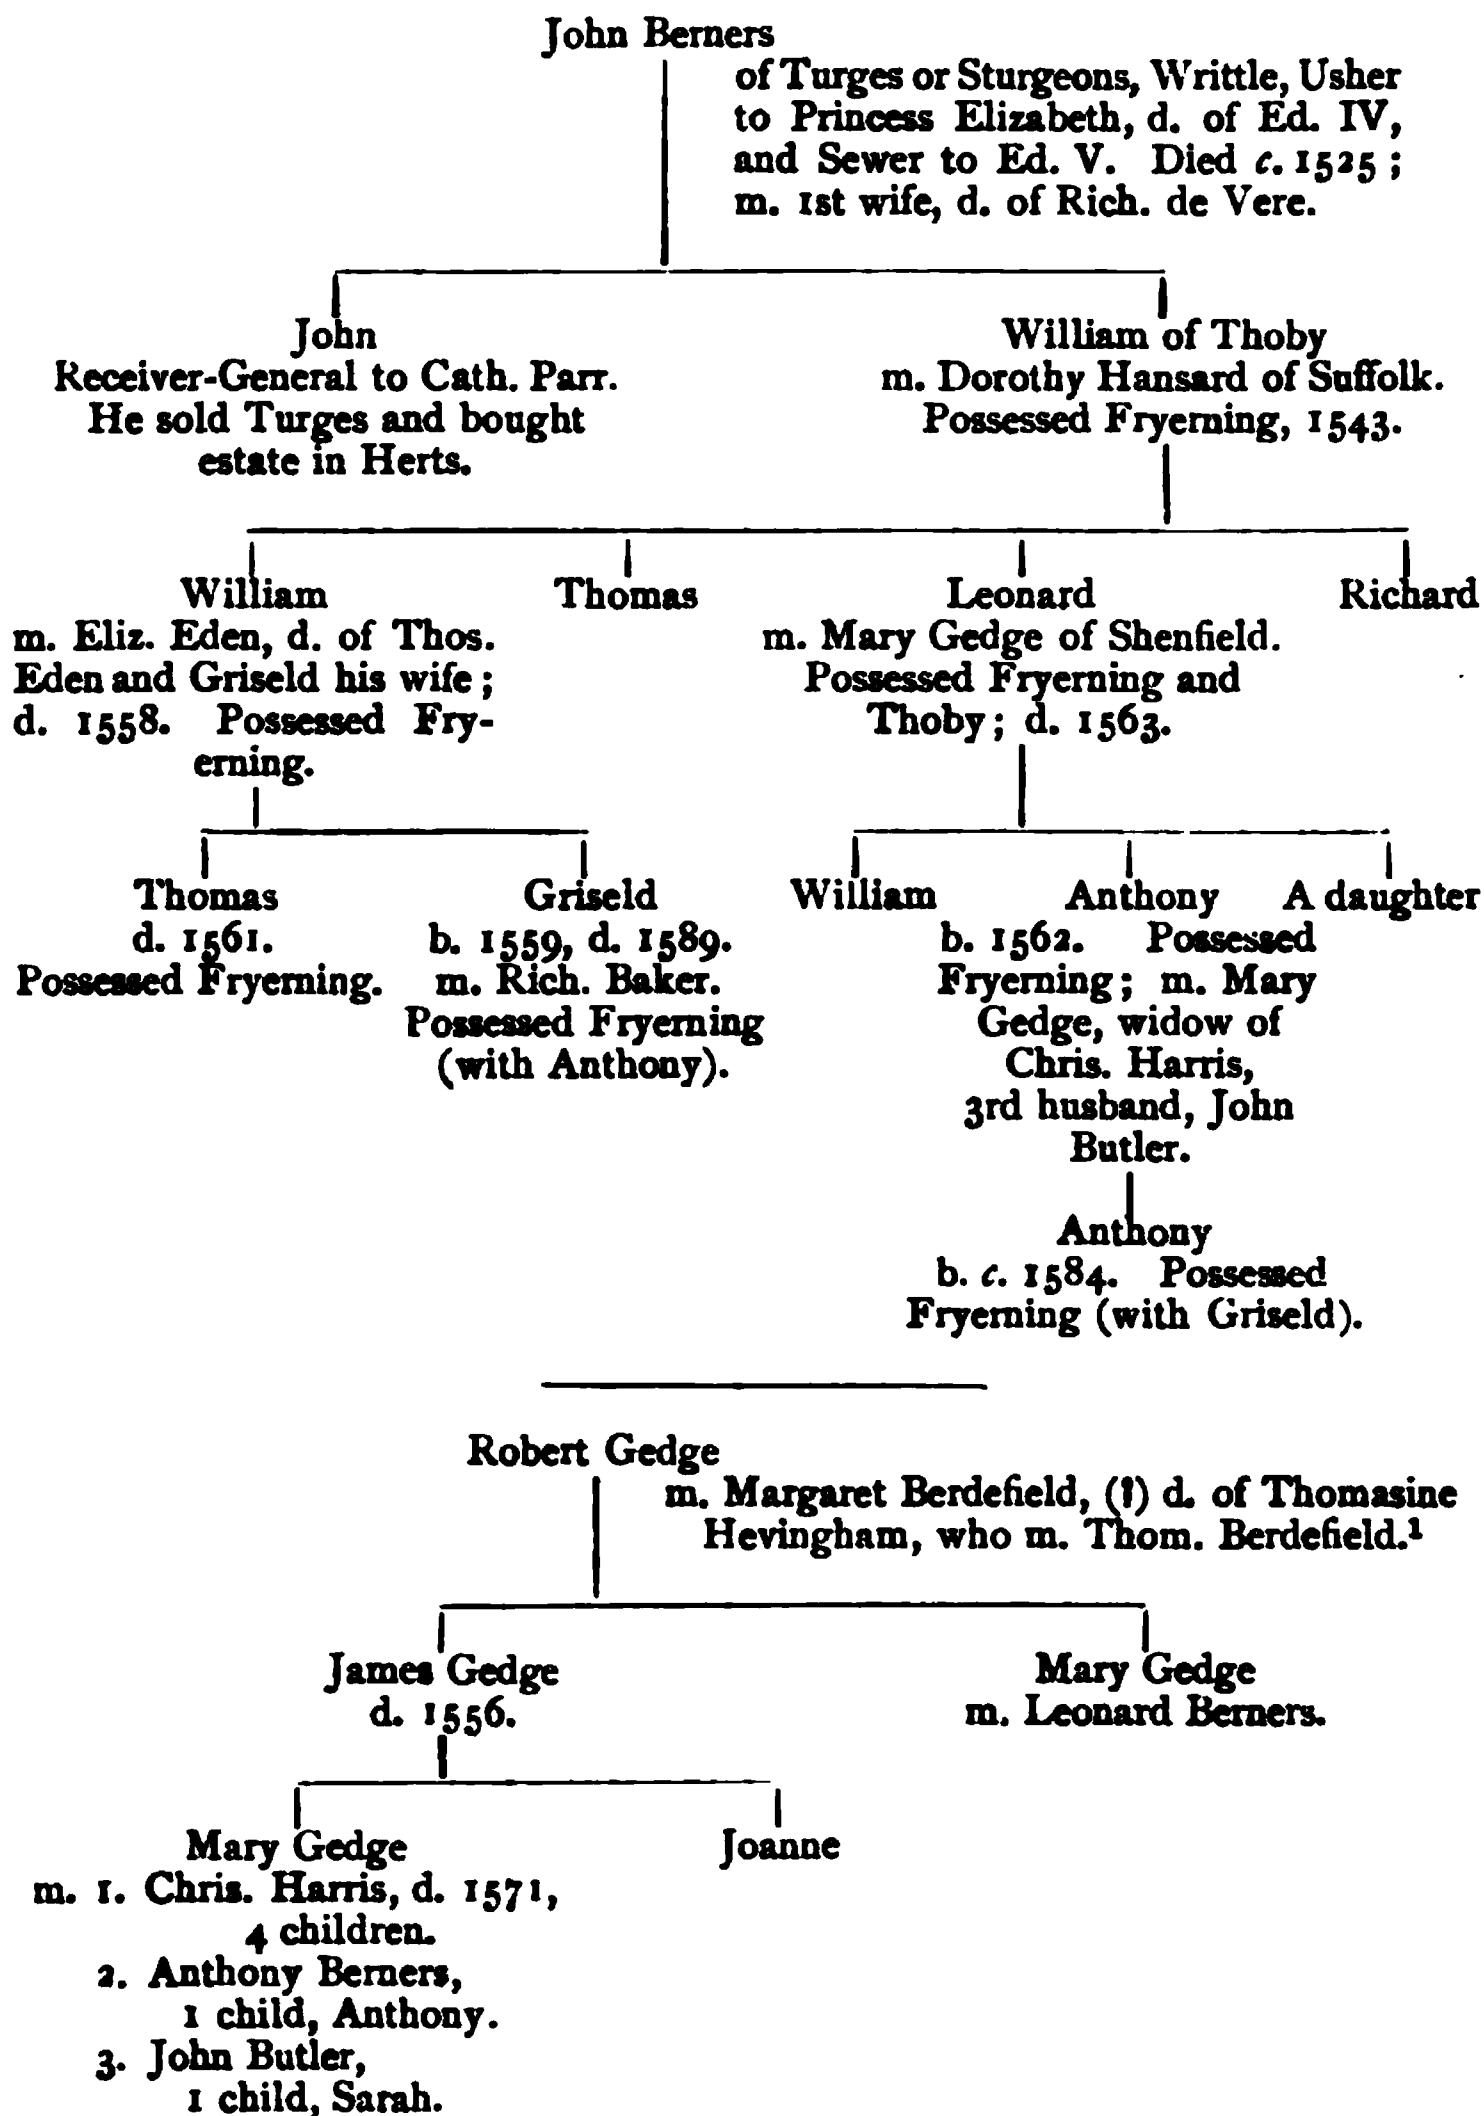 John Berners
of Turges or Sturgeons, Writtle, Usher
to Princess Elizabeth, d. of Ed. IV,
and Sewer to Ed. V. Died c. 1525 ;
m. 1st wife, d. of Rich. de Vere.
John
Receiver-General to Cath. Parr.
He sold Turges and bought
estate in Herts.
William of Thoby
m. Dorothy Hansard of Suffolk.
Possessed Fryerning, 1543.
William
m. Eliz. Eden, d. of Thos.
Eden and Griseld his wife ;
d. 1558. Possessed Fry-
erning.
Thomas
Leonard
m. Mary Gedge of Shenfield.
Possessed Fryerning and
Thoby ; d. 1563.
Richard
Thomas
d. 1561.
Possessed Fryerning.
Griseld
b. 1559, d. 1589.
m. Rich. Baker.
Possessed Fryerning
(with Anthony).
William
Anthony
b. 1562. Possessed
Fryerning ; m. Mary
Gedge, widow of
Chris. Harris,
3rd husband, John
Butler.
A daughter
Anthony
b. c. 1584. Possessed
Fryerning (with Griseld).
Robert Gedge
m. Margaret Berdefield, (?) d. of Thomasine
Hevingham, who m. Thom. Berdefield.¹
James Gedge
d. 1556.
Mary Gedge
m. Leonard Berners.
Mary Gedge
m. 1. Chris. Harris, d. 1571,
4 children.
2. Anthony Berners,
1 child, Anthony.
3. John Butler,
1 child, Sarah.
Joanne